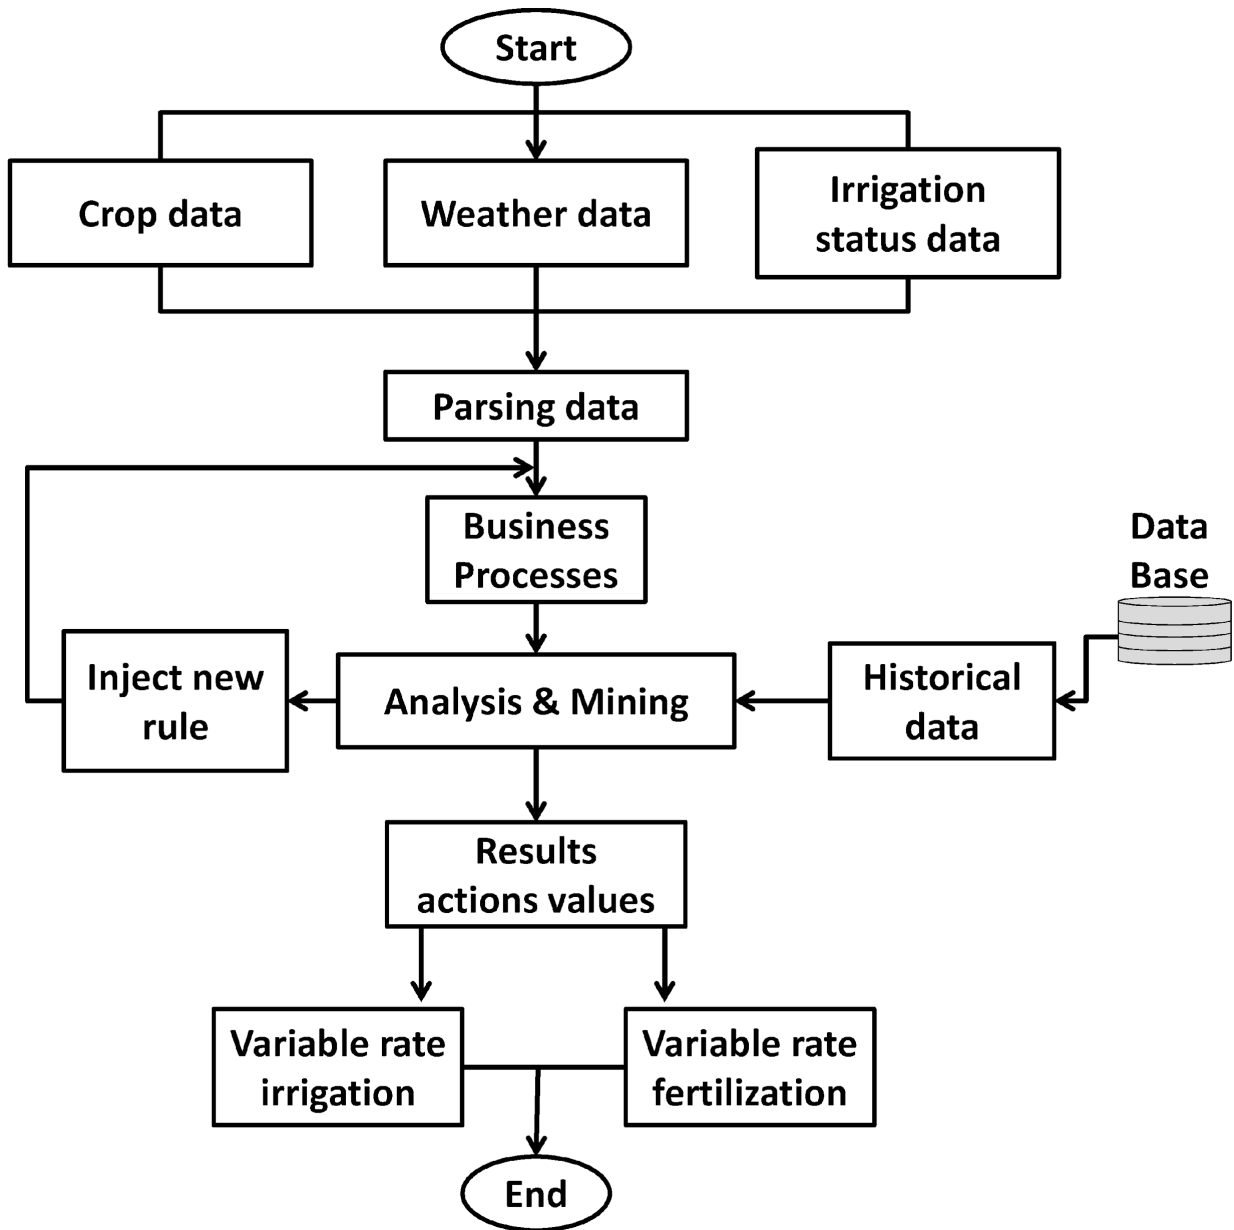 Start
Crop data
Weather data
Irrigation
status data
Parsing data
Business
Processes
Data
Base
Inject new
rule
Analysis & Mining
Historical
data
Results
actions values
Variable rate
irrigation
Variable rate
fertilization
End